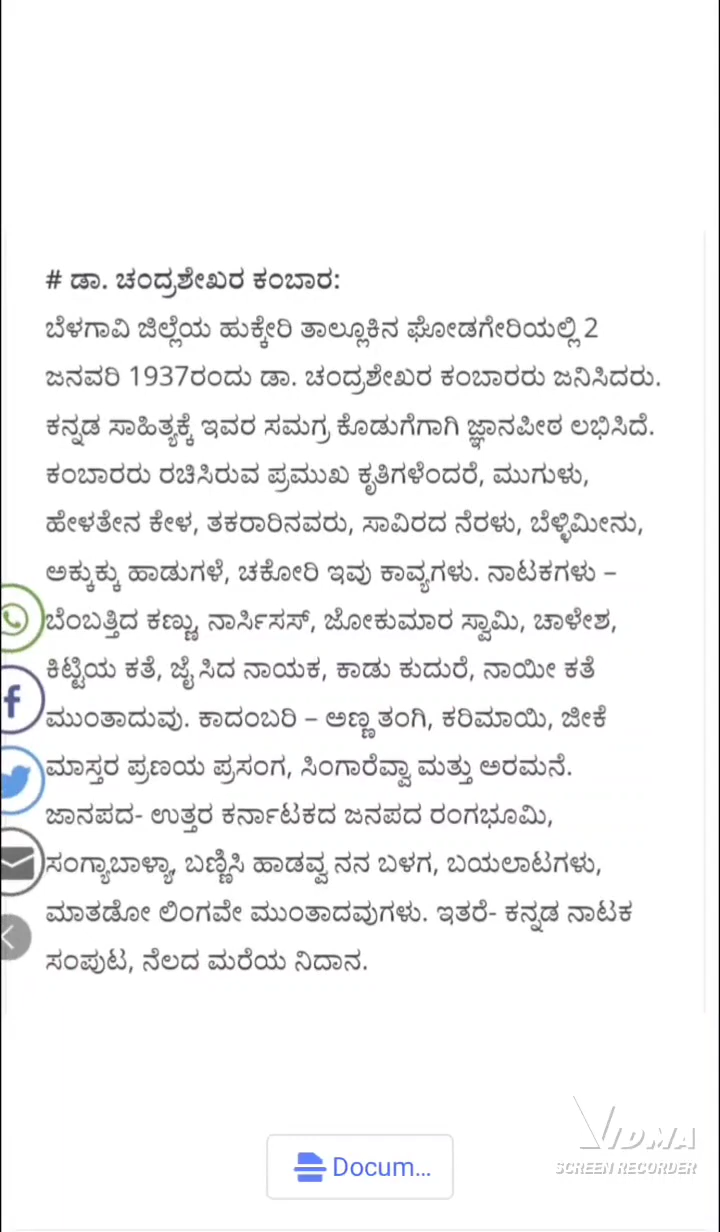 # ಡಾ. ಚಂದ್ರಶೇಖರ ಕಂಬಾರ:
ಬೆಳಗಾವಿ ಜಿಲ್ಲೆಯ ಹುಕ್ಕೇರಿ ತಾಲ್ಲೂಕಿನ ಘೋಡಗೇರಿಯಲ್ಲಿ 2
ಜನವರಿ 1937ರಂದು ಡಾ. ಚಂದ್ರಶೇಖರ ಕಂಬಾರರು ಜನಿಸಿದರು.
ಕನ್ನಡ ಸಾಹಿತ್ಯಕ್ಕೆ ಇವರ ಸಮಗ್ರ ಕೊಡುಗೆಗಾಗಿ ಜ್ಞಾನಪೀಠ ಲಭಿಸಿದೆ.
ಕಂಬಾರರು ರಚಿಸಿರುವ ಪ್ರಮುಖ ಕೃತಿಗಳೆಂದರೆ, ಮುಗುಳು,
ಹೇಳತೇನ ಕೇಳ, ತಕರಾರಿನವರು, ಸಾವಿರದ ನೆರಳು, ಬೆಳ್ಳಿಮೀನು,
ಅಕ್ಕುಕ್ಕು ಹಾಡುಗಳೆ, ಚಕೋರಿ ಇವು ಕಾವ್ಯಗಳು. ನಾಟಕಗಳು –
ಬೆಂಬತ್ತಿದ ಕಣ್ಣು, ನಾರ್ಸಿಸಸ್, ಜೋಕುಮಾರ ಸ್ವಾಮಿ, ಚಾಳೇಶ,
ಕಿಟ್ಟಿಯ ಕತೆ, ಜೈಸಿದ ನಾಯಕ, ಕಾಡು ಕುದುರೆ, ನಾಯೀ ಕತೆ
ಮುಂತಾದುವು. ಕಾದಂಬರಿ – ಅಣ್ಣ ತಂಗಿ, ಕರಿಮಾಯಿ, ಜೀಕೆ
ಮಾಸ್ತರ ಪ್ರಣಯ ಪ್ರಸಂಗ, ಸಿಂಗಾರೆವ್ವಾ ಮತ್ತು ಅರಮನೆ.
ಜಾನಪದ- ಉತ್ತರ ಕರ್ನಾಟಕದ ಜನಪದ ರಂಗಭೂಮಿ,
ಸಂಗ್ಯಾಬಾಳ್ಯಾ, ಬಣ್ಣಿಸಿ ಹಾಡವ್ವ ನನ ಬಳಗ, ಬಯಲಾಟಗಳು,
ಮಾತಡೋ ಲಿಂಗವೇ ಮುಂತಾದವುಗಳು. ಇತರೆ- ಕನ್ನಡ ನಾಟಕ
ಸಂಪುಟ, ನೆಲದ ಮರೆಯ ನಿದಾನ.
VIDMA
SCREEN RECORDER
Docum...